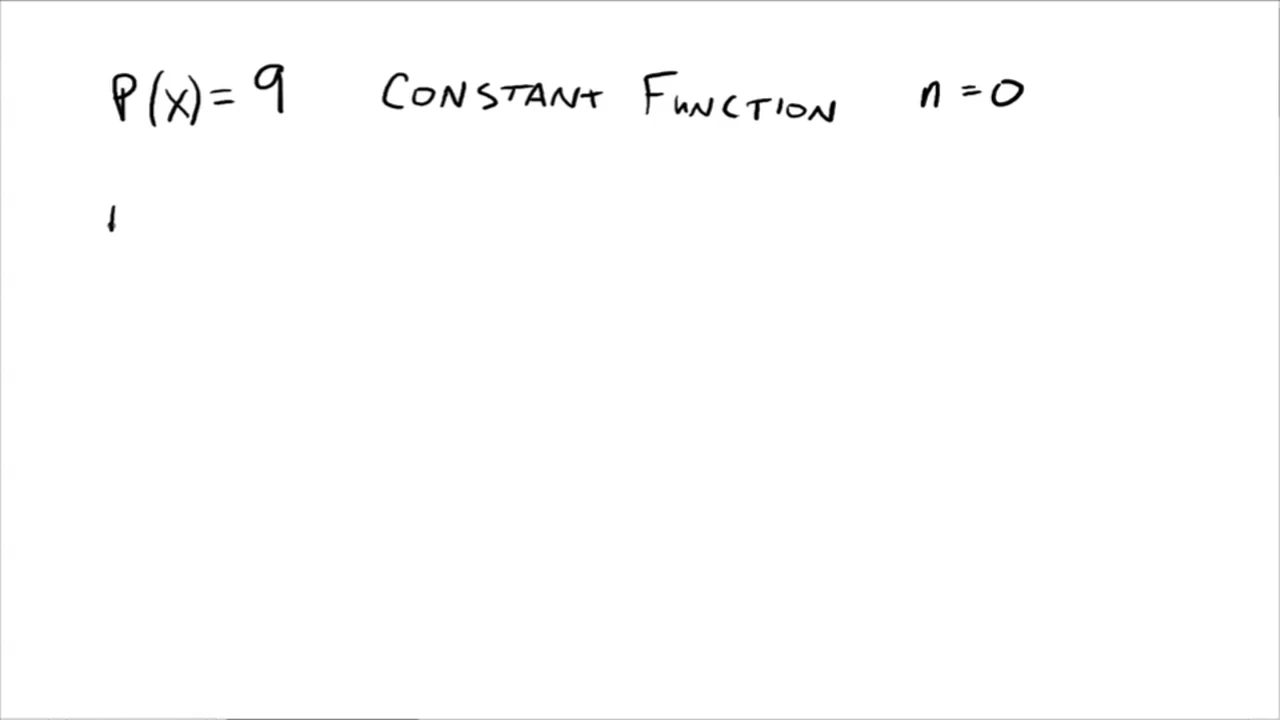 P(x) = 9 CONSTANT FUNCTION n = 0